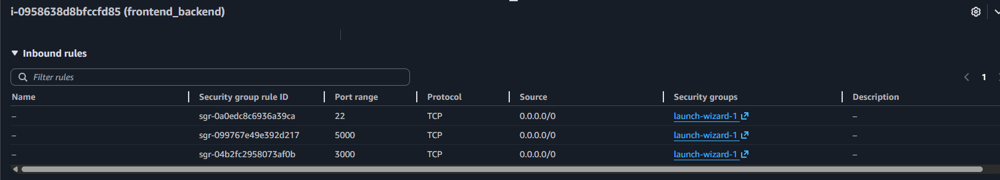 i-0958638d8bfccfd85 (frontend_backend)
Inbound rules
Filter rules
1
Name Security group rule ID Port range Protocol Source Security groups Description
– sgr-0a0edc8c6936a39ca 22 TCP 0.0.0.0/0 launch-wizard-1 –
– sgr-099767e49e392d217 5000 TCP 0.0.0.0/0 launch-wizard-1 –
– sgr-04b2fc2958073af0b 3000 TCP 0.0.0.0/0 launch-wizard-1 –